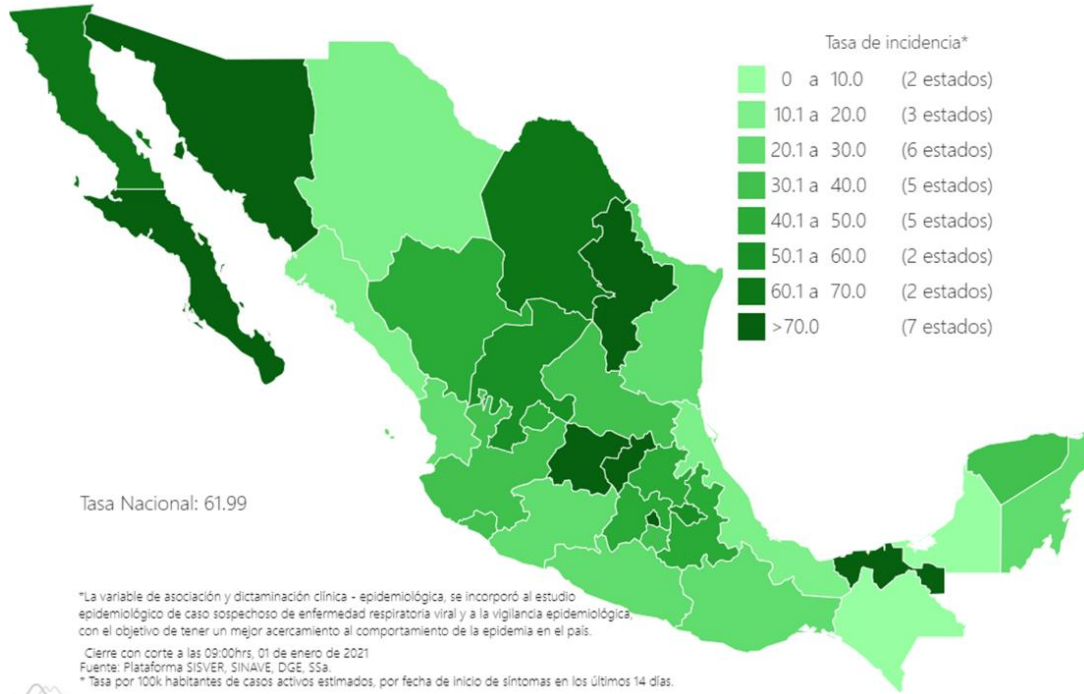 Tasa de incidencia*
0 a 10.0 (2 estados)
10.1 a 20.0 (3 estados)
20.1 a 30.0 (6 estados)
30.1 a 40.0 (5 estados)
40.1 a 50.0 (5 estados)
50.1 a 60.0 (2 estados)
60.1 a 70.0 (2 estados)
>70.0 (7 estados)
Tasa Nacional: 61.99
*La variable de asociación y dictaminación clínica - epidemiológica, se incorporó al estudio
epidemiológico de caso sospechoso de enfermedad respiratoria viral y a la vigilancia epidemiológica,
con el objetivo de tener un mejor acercamiento al comportamiento de la epidemia en el país.
Cierre con corte a las 09:00hrs, 01 de enero de 2021
Fuente: Plataforma SISVER, SINAVE, DGE, SSa.
* Tasa por 100k habitantes de casos activos estimados, por fecha de inicio de síntomas en los últimos 14 días.